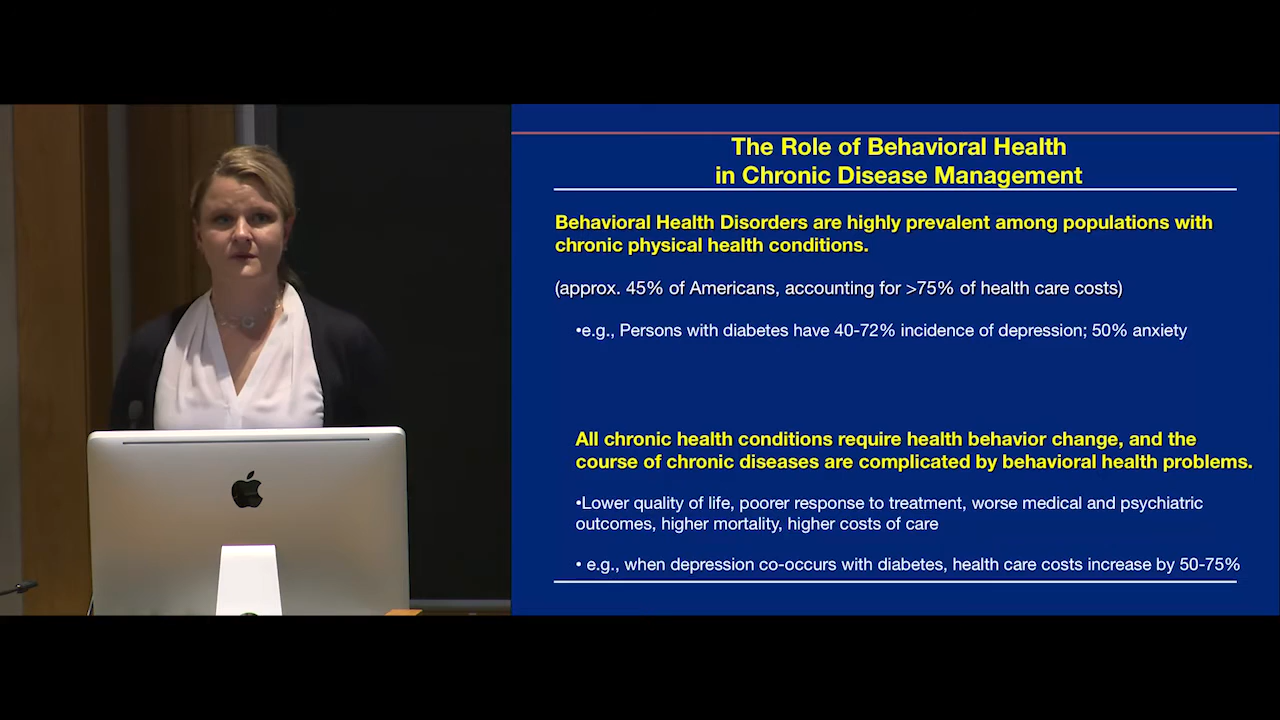 The Role of Behavioral Health
in Chronic Disease Management
Behavioral Health Disorders are highly prevalent among populations with
chronic physical health conditions.
(approx. 45% of Americans, accounting for >75% of health care costs)
•e.g., Persons with diabetes have 40-72% incidence of depression; 50% anxiety
All chronic health conditions require health behavior change, and the
course of chronic diseases are complicated by behavioral health problems.
•Lower quality of life, poorer response to treatment, worse medical and psychiatric
outcomes, higher mortality, higher costs of care
• e.g., when depression co-occurs with diabetes, health care costs increase by 50-75%